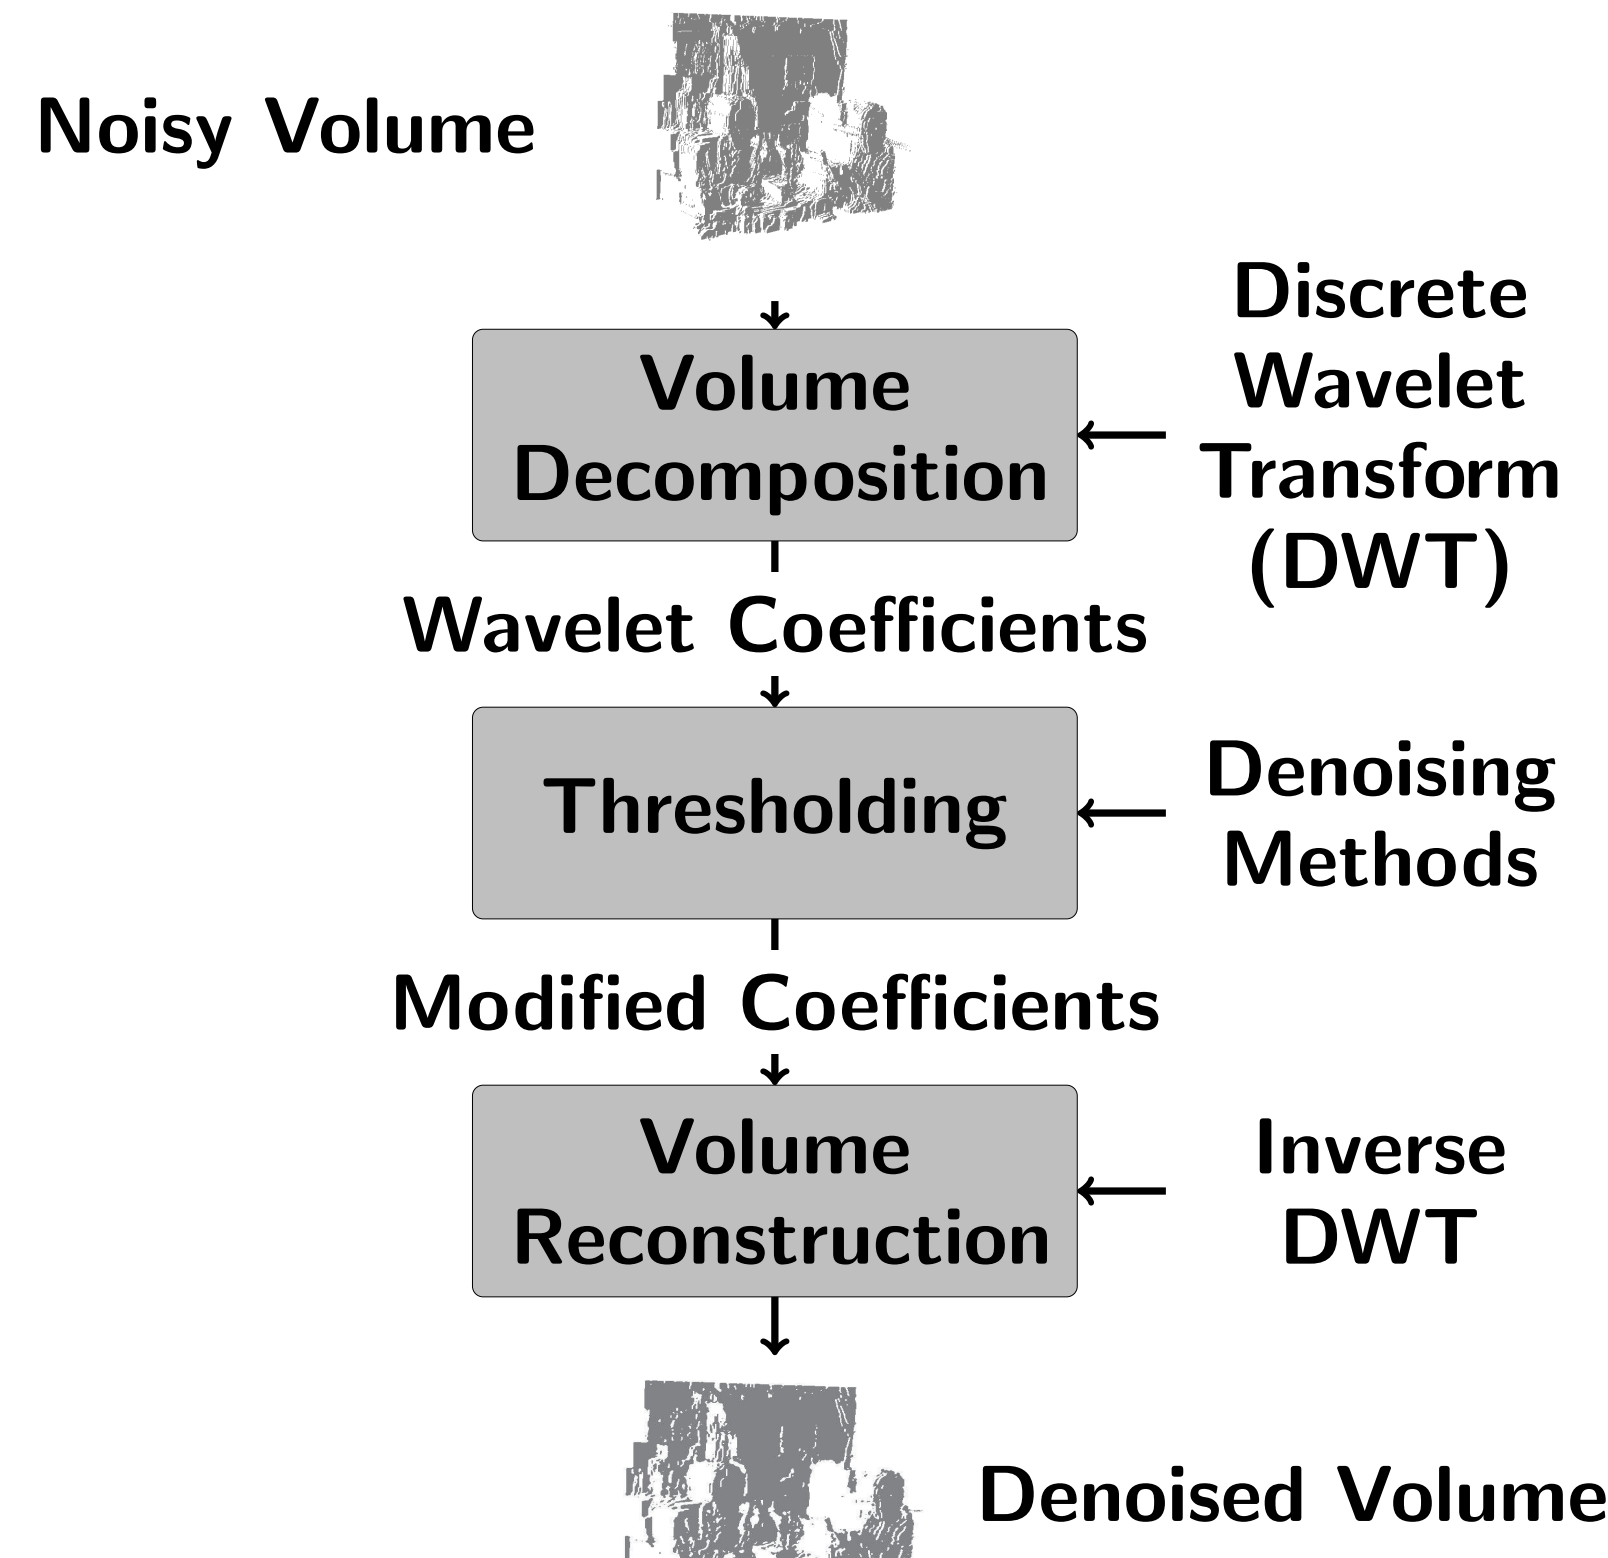 Noisy Volume
Discrete
Wavelet
Transform
(DWT)
Volume
Decomposition
Wavelet Coefficients
Thresholding
Denoising
Methods
Modified Coefficients
Volume
Reconstruction
Inverse
DWT
Denoised Volume